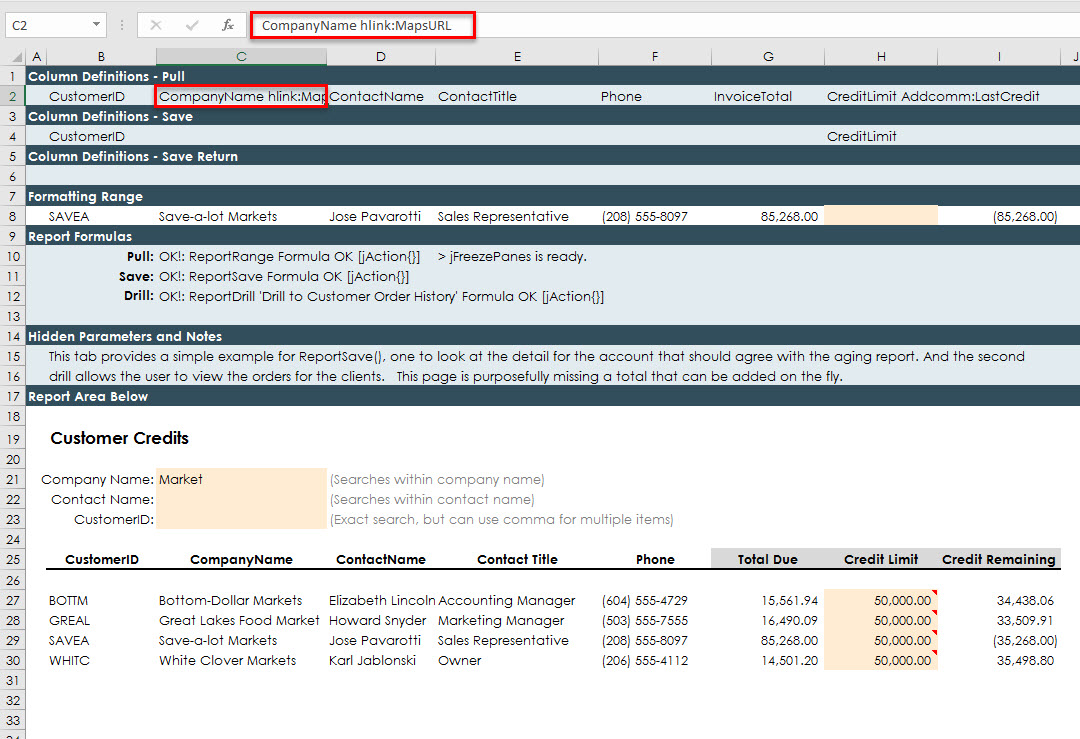 C2 fx CompanyName hlink:MapsURL
A B C D E F G H I J
1 Column Definitions - Pull
2 CustomerID CompanyName hlink:Map ContactName ContactTitle Phone InvoiceTotal CreditLimit Addcomm:LastCredit
3 Column Definitions - Save
4 CustomerID CreditLimit
5 Column Definitions - Save Return
6
7 Formatting Range
8 SAVEA Save-a-lot Markets Jose Pavarotti Sales Representative (208) 555-8097 85,268.00 (85,268.00)
9 Report Formulas
10 Pull: OK!: ReportRange Formula OK [jAction{}] > jFreezePanes is ready.
11 Save: OK!: ReportSave Formula OK [jAction{}]
12 Drill: OK!: ReportDrill 'Drill to Customer Order History' Formula OK [jAction{}]
13
14 Hidden Parameters and Notes
15 This tab provides a simple example for ReportSave(), one to look at the detail for the account that should agree with the aging report. And the second
16 drill allows the user to view the orders for the clients. This page is purposefully missing a total that can be added on the fly.
17 Report Area Below
18
19 Customer Credits
20
21 Company Name: Market (Searches within company name)
22 Contact Name: (Searches within contact name)
23 CustomerID: (Exact search, but can use comma for multiple items)
24
25 CustomerID CompanyName ContactName Contact Title Phone Total Due Credit Limit Credit Remaining
26
27 BOTTM Bottom-Dollar Markets Elizabeth Lincoln Accounting Manager (604) 555-4729 15,561.94 50,000.00 34,438.06
28 GREAL Great Lakes Food Market Howard Snyder Marketing Manager (503) 555-7555 16,490.09 50,000.00 33,509.91
29 SAVEA Save-a-lot Markets Jose Pavarotti Sales Representative (208) 555-8097 85,268.00 50,000.00 (35,268.00)
30 WHITC White Clover Markets Karl Jablonski Owner (206) 555-4112 14,501.20 50,000.00 35,498.80
31
32
33